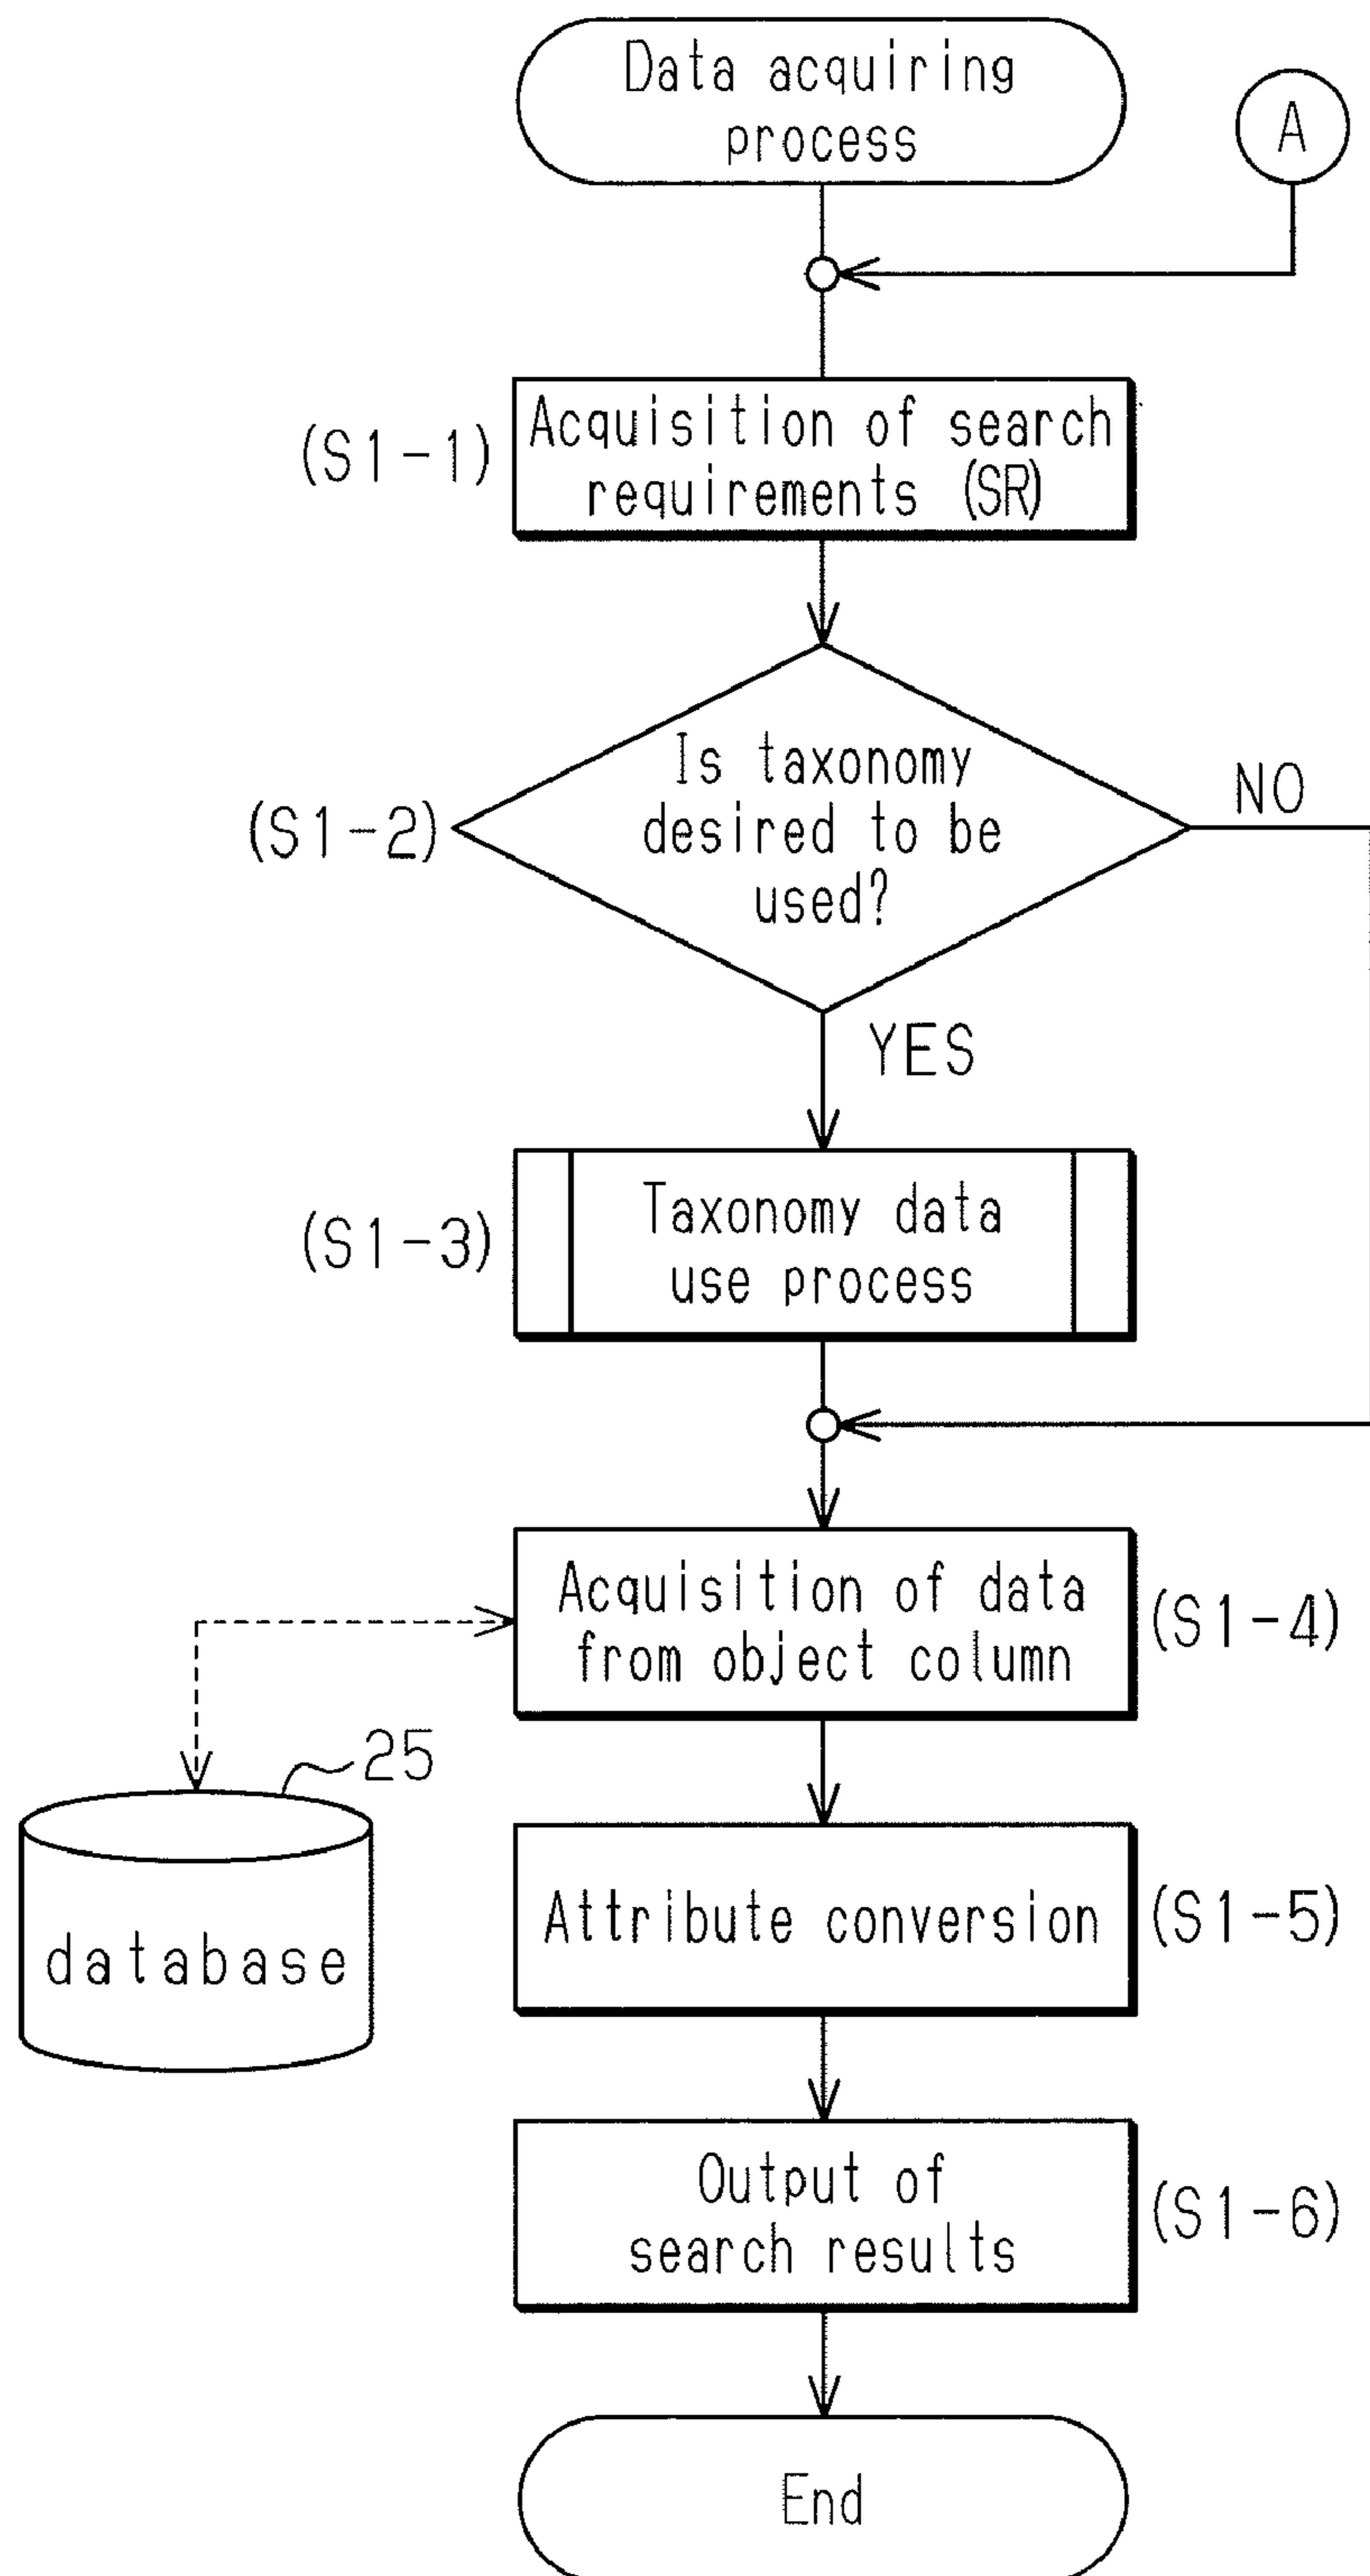 Data acquiring
process
A
(S1-1)
Acquisition of search
requirements (SR)
(S1-2)
Is taxonomy
desired to be
used?
NO
YES
(S1-3)
Taxonomy data
use process
Acquisition of data
from object column
(S1-4)
25
database
Attribute conversion
(S1-5)
Output of
search results
(S1-6)
End